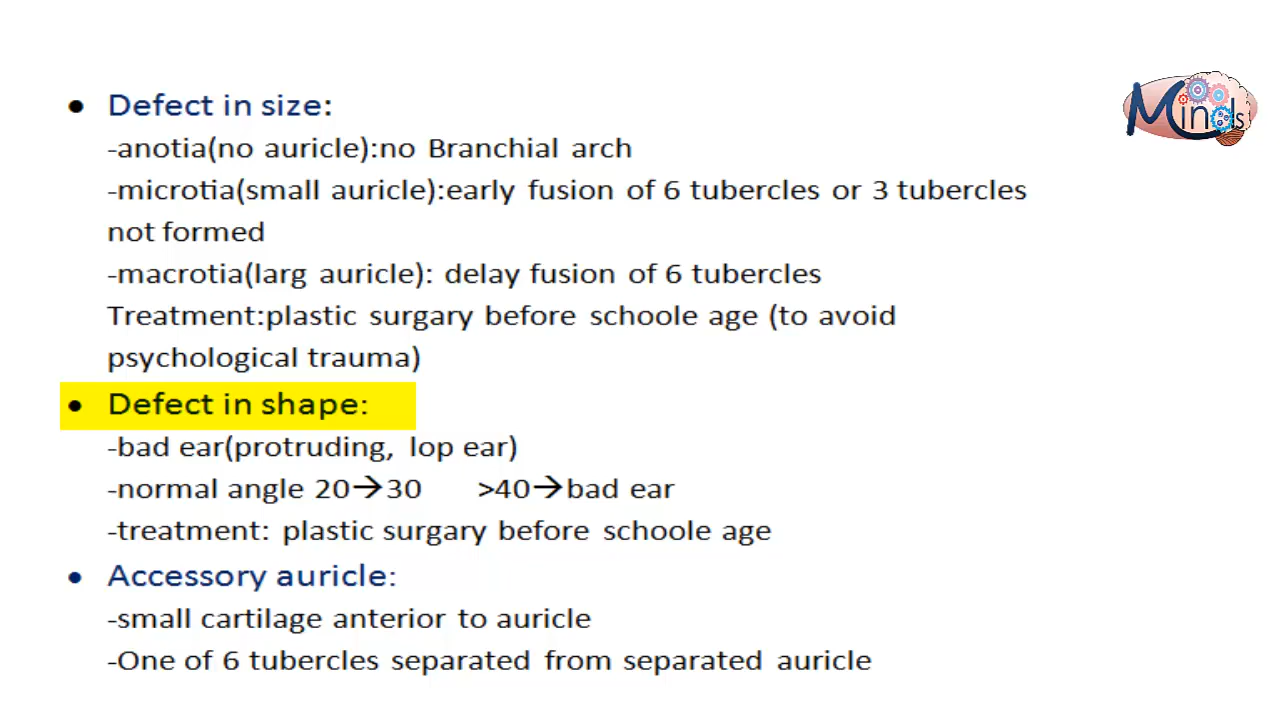 Minds
• Defect in size:
-anotia(no auricle):no Branchial arch
-microtia(small auricle):early fusion of 6 tubercles or 3 tubercles
not formed
-macrotia(larg auricle): delay fusion of 6 tubercles
Treatment:plastic surgary before schoole age (to avoid
psychological trauma)
• Defect in shape:
-bad ear(protruding, lop ear)
-normal angle 20→30 >40→bad ear
-treatment: plastic surgary before schoole age
• Accessory auricle:
-small cartilage anterior to auricle
-One of 6 tubercles separated from separated auricle